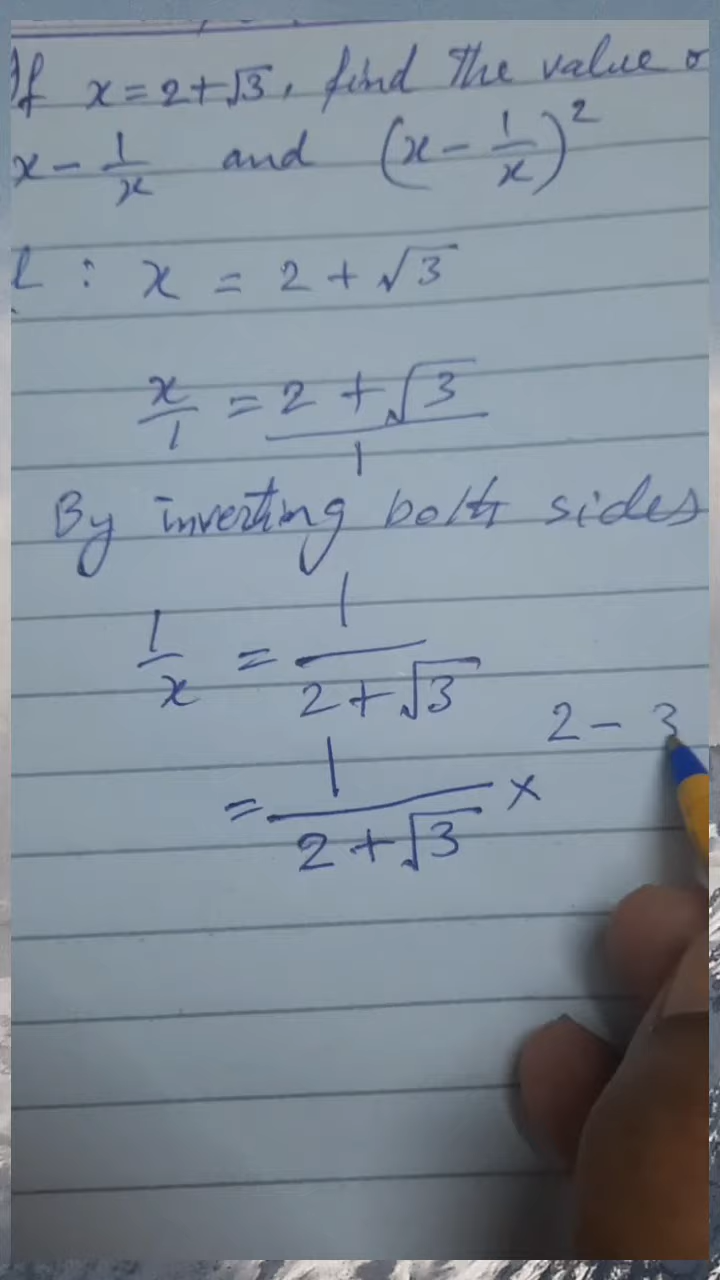 If x = 2+√3, find The value o
x - 1/x and (x - 1/x)²
l : x = 2 + √3
x/1 = 2 + √3/1
By inverting both sides
1/x = 1/2+√3
= 1/2+√3 × 2 - 3